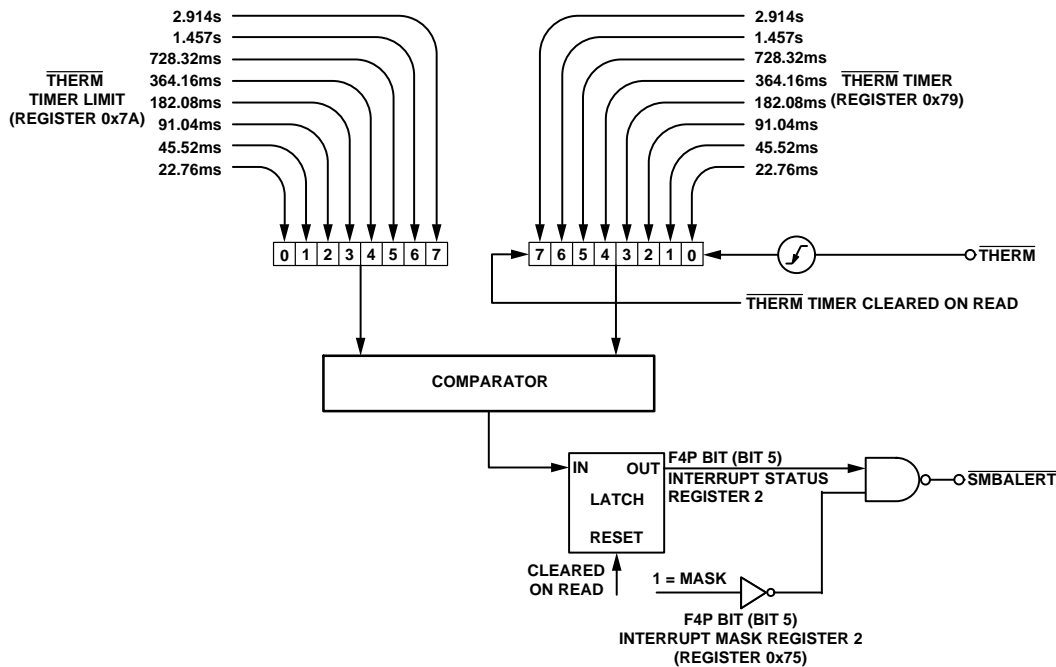 2.914s
1.457s
728.32ms
364.16ms
182.08ms
91.04ms
45.52ms
22.76ms
THERM
TIMER LIMIT
(REGISTER 0x7A)
2.914s
1.457s
728.32ms
364.16ms
182.08ms
91.04ms
45.52ms
22.76ms
THERM TIMER
(REGISTER 0x79)
0 1 2 3 4 5 6 7
7 6 5 4 3 2 1 0
THERM
THERM TIMER CLEARED ON READ
COMPARATOR
IN OUT
LATCH
RESET
F4P BIT (BIT 5)
INTERRUPT STATUS
REGISTER 2
SMBALERT
CLEARED
ON READ
1 = MASK
F4P BIT (BIT 5)
INTERRUPT MASK REGISTER 2
(REGISTER 0x75)